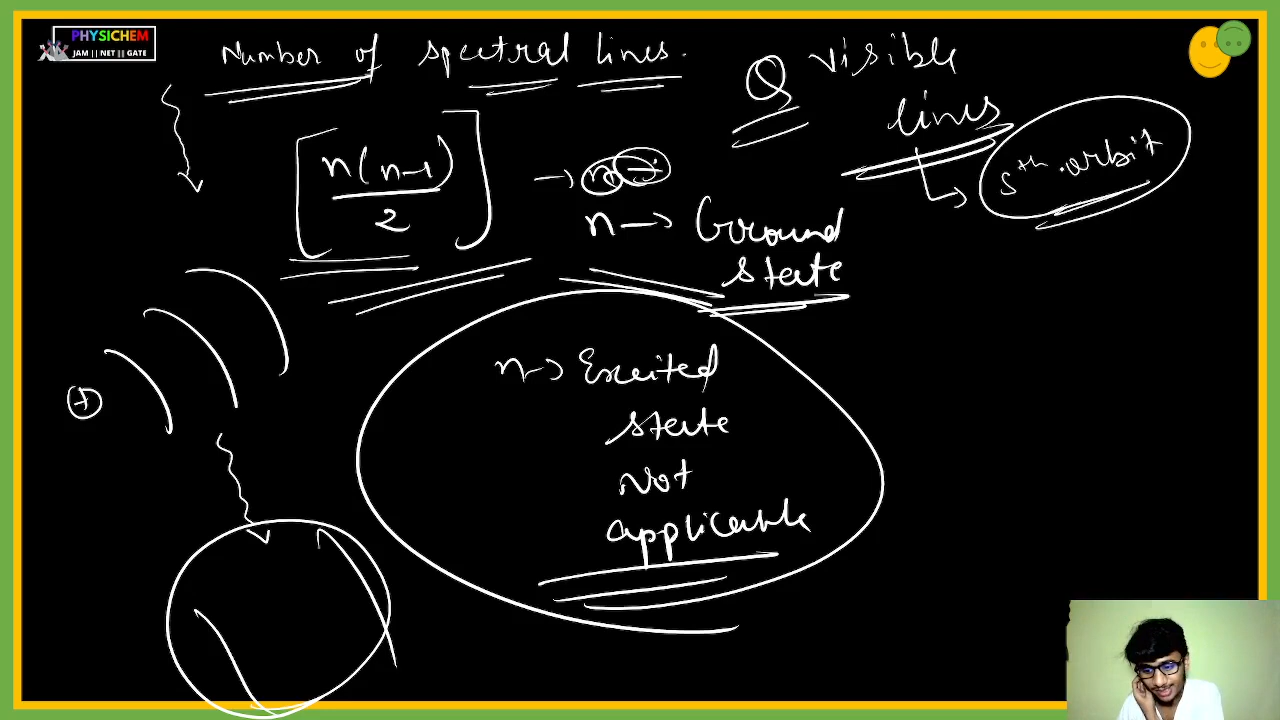 PHYSICHEM
JAM || NET || GATE
Number of spectral lines.
[n(n-1)/2]
n → Ground
state
n → Excited
state
Not
applicable
Q visible
lines
5th orbit